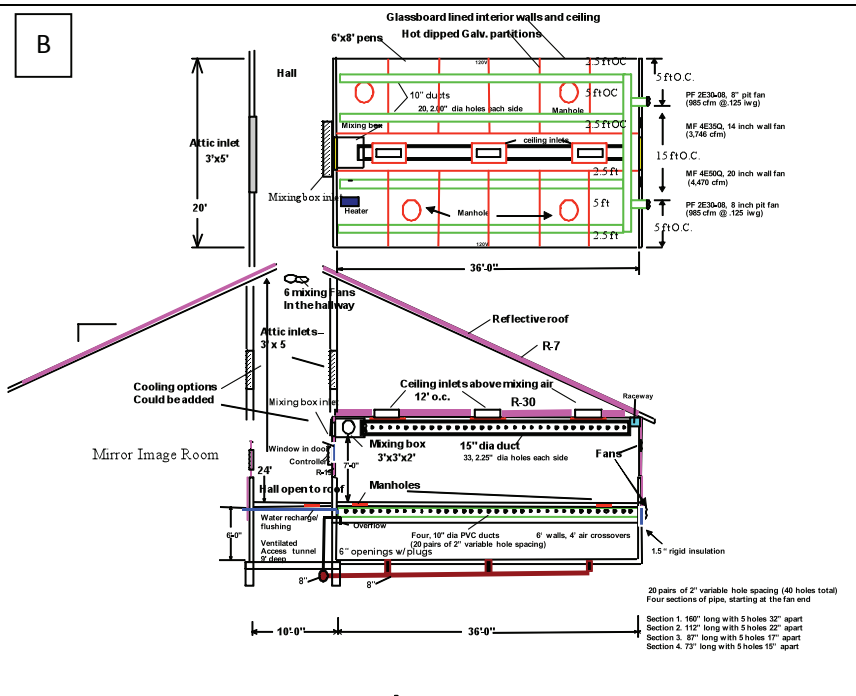 B
Glassboard lined interior walls and ceiling
Hot dipped Galv. partitions
6'x8' pens
120V
2.5 ftOC
5 ftO.C.
Hall
10" ducts
5 ftOC
PF 2E30-08, 8" pit fan
(985 cfm @.125 iwg)
20, 2.00" dia holes each side
Manhole
Mixing box
2.5 ftOC
MF 4E35Q, 14 inch wall fan
(3,746 cfm)
Attic inlet
3'x5'
ceiling inlets
15 ftO.C.
2.5 ft
MF 4E50Q, 20 inch wall fan
(4,470 cfm)
Mixing box inlet
20'
Heater
Manhole
5 ft
PF 2E30-08, 8 inch pit fan
(985 cfm @ .125 iwg)
5 ftO.C.
2.5 ft
120V
36'-0"
6 mixing Fans
In the hallway
Reflective roof
Attic inlets
3' x 5
R-7
Cooling options
Could be added
Ceiling inlets above mixing air
12' o.c.
R-30
Raceway
Mixing box inlet
Mixing box
3'x3'x2'
15" dia duct
33, 2.25" dia holes each side
Fans
Mirror Image Room
Window in door
Controller
7'-0"
24'
Hall open to roof
Manholes
Water recharge/
flushing
Overflow
6'-0"
Four, 10" dia PVC ducts
(20 pairs of 2" variable hole spacing)
6' walls, 4' air crossovers
Ventilated
Access tunnel
9' deep
6" openings w/ plugs
1.5 " rigid insulation
8"
8"
20 pairs of 2" variable hole spacing (40 holes total)
Four sections of pipe, starting at the fan end
Section 1. 160" long with 5 holes 32" apart
Section 2. 112" long with 5 holes 22" apart
Section 3. 87" long with 5 holes 17" apart
Section 4. 73" long with 5 holes 15" apart
10'-0"
36'-0"